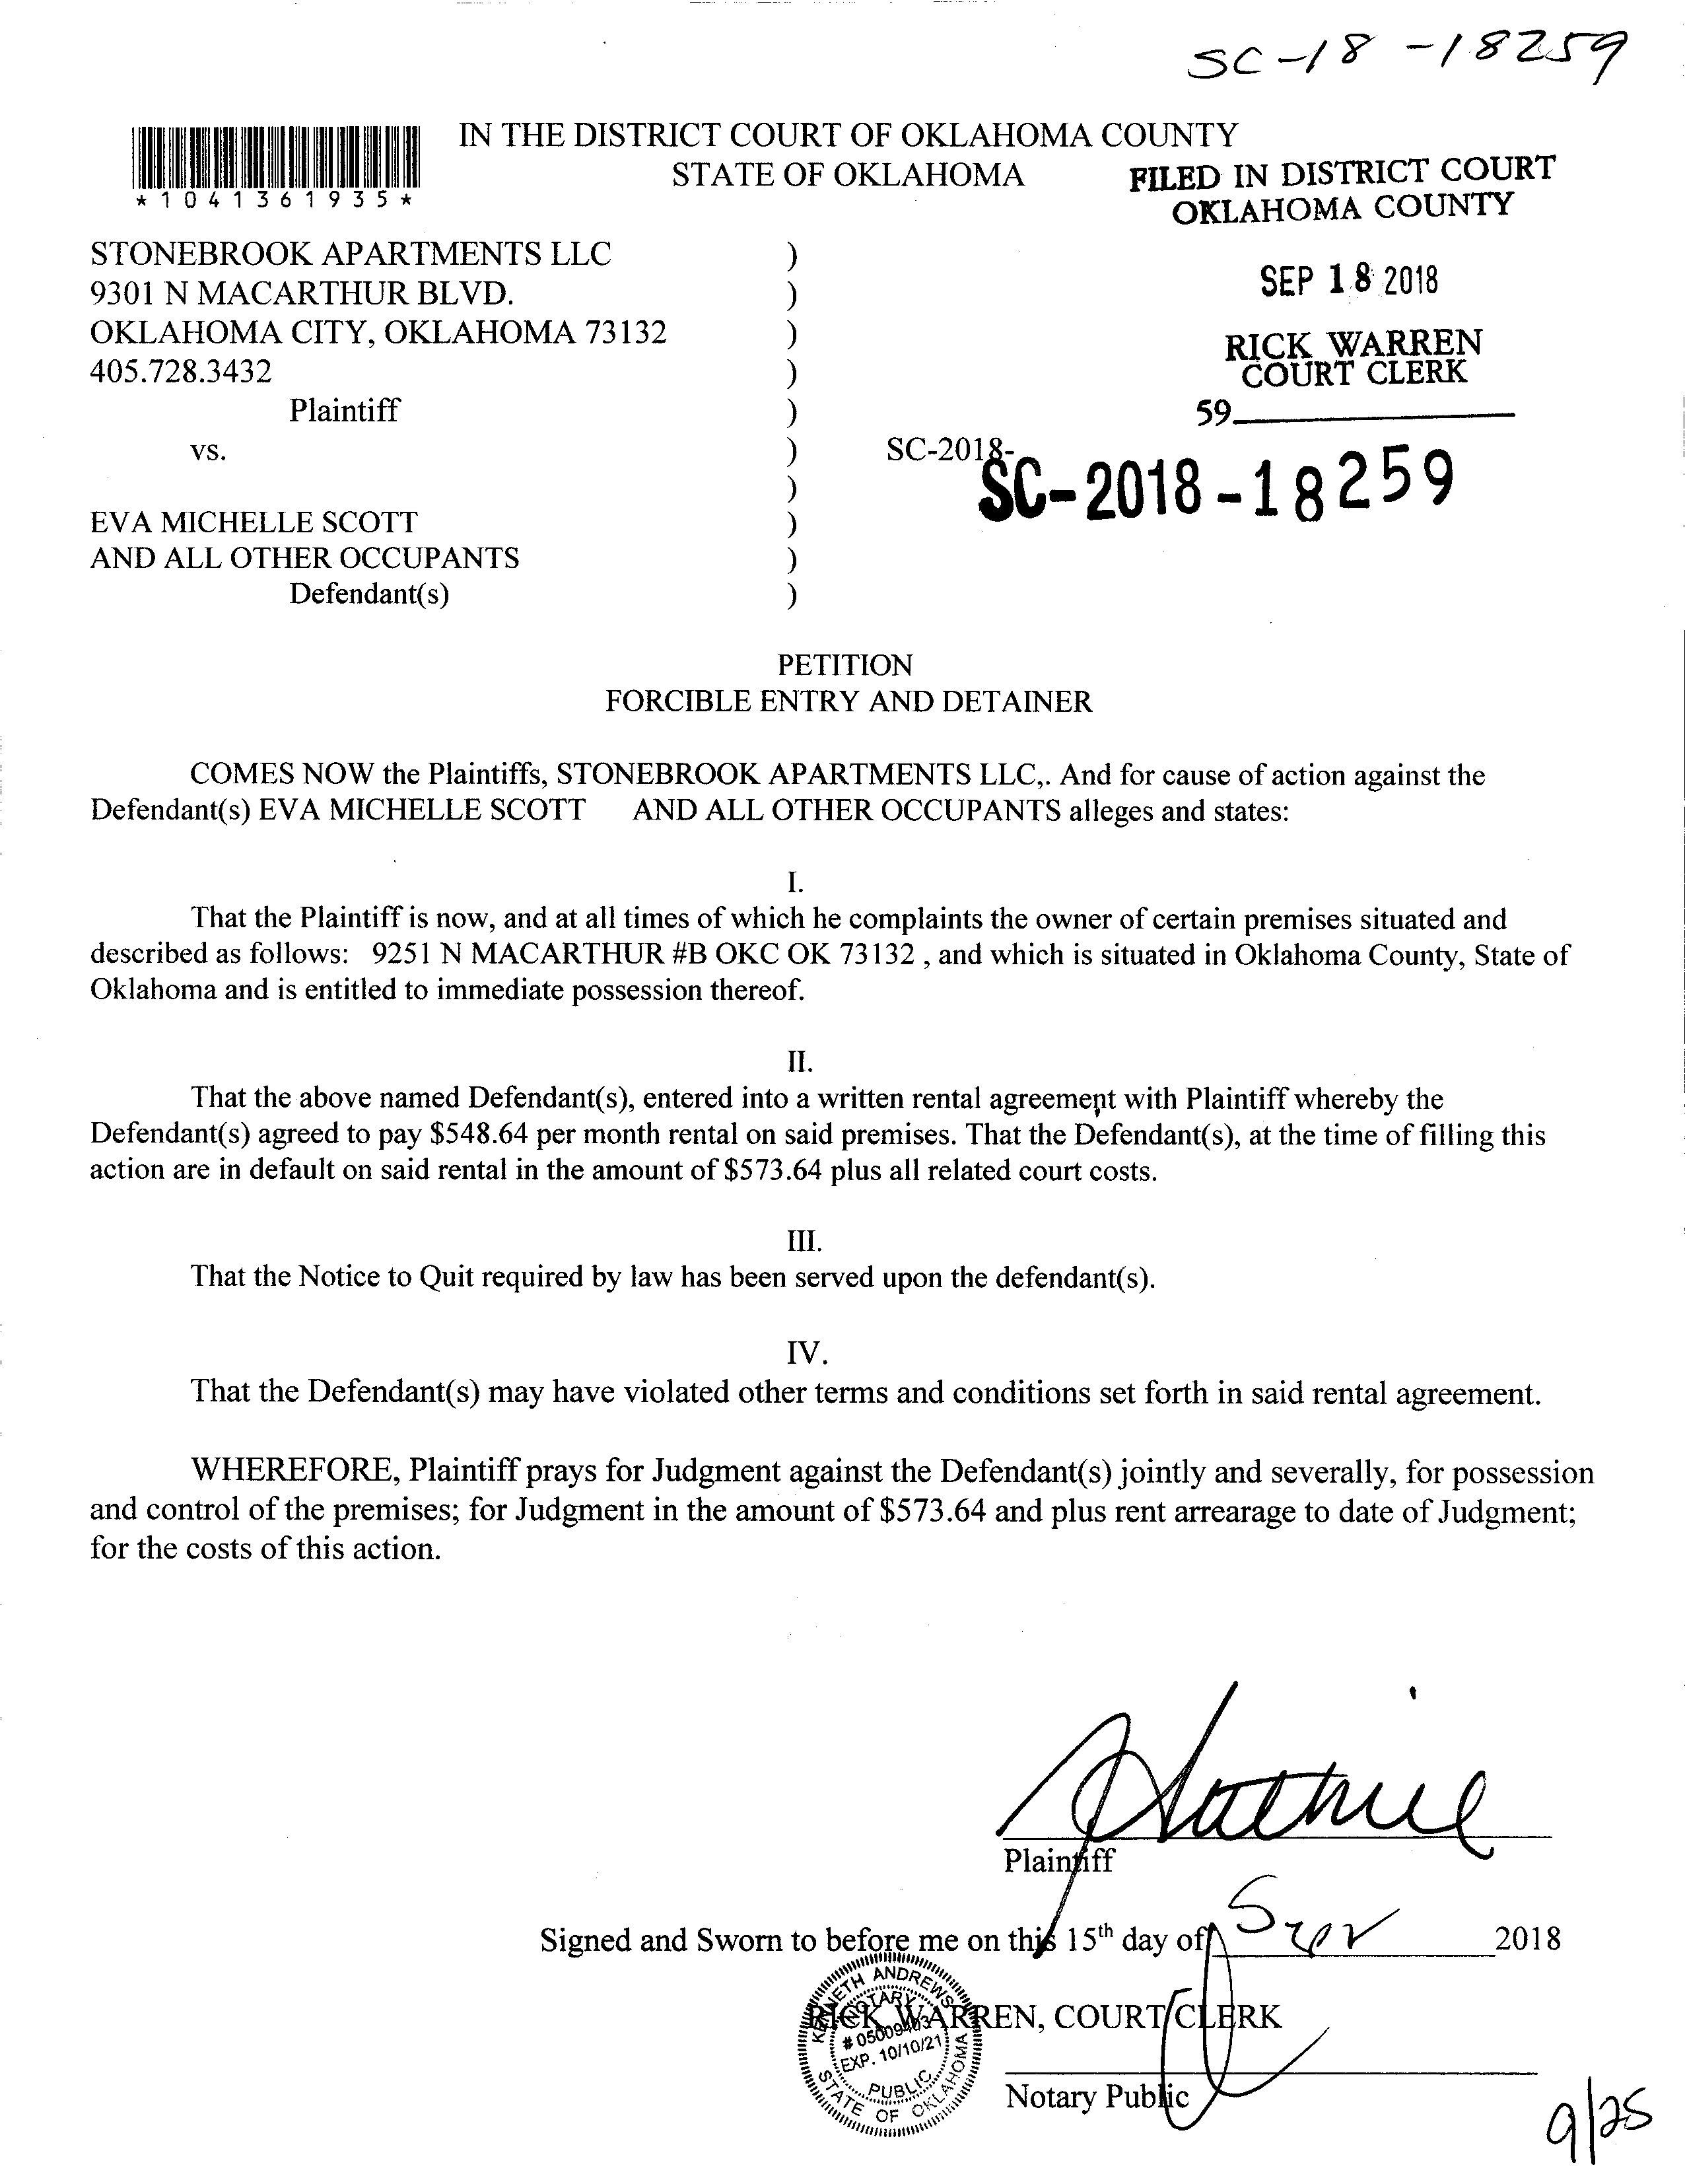 SC-18-18259
IN THE DISTRICT COURT OF OKLAHOMA COUNTY
STATE OF OKLAHOMA
*1041361935*
FILED IN DISTRICT COURT
OKLAHOMA COUNTY
SEP 18 2018
RICK WARREN
COURT CLERK
59
STONEBROOK APARTMENTS LLC )
9301 N MACARTHUR BLVD. )
OKLAHOMA CITY, OKLAHOMA 73132 )
405.728.3432 )
Plaintiff )
vs. ) SC-2018-
SC-2018-18259
)
EVA MICHELLE SCOTT )
AND ALL OTHER OCCUPANTS )
Defendant(s) )
PETITION
FORCIBLE ENTRY AND DETAINER
COMES NOW the Plaintiffs, STONEBROOK APARTMENTS LLC,. And for cause of action against the
Defendant(s) EVA MICHELLE SCOTT AND ALL OTHER OCCUPANTS alleges and states:
I.
That the Plaintiff is now, and at all times of which he complaints the owner of certain premises situated and
described as follows: 9251 N MACARTHUR #B OKC OK 73132 , and which is situated in Oklahoma County, State of
Oklahoma and is entitled to immediate possession thereof.
II.
That the above named Defendant(s), entered into a written rental agreement with Plaintiff whereby the
Defendant(s) agreed to pay $548.64 per month rental on said premises. That the Defendant(s), at the time of filling this
action are in default on said rental in the amount of $573.64 plus all related court costs.
III.
That the Notice to Quit required by law has been served upon the defendant(s).
IV.
That the Defendant(s) may have violated other terms and conditions set forth in said rental agreement.
WHEREFORE, Plaintiff prays for Judgment against the Defendant(s) jointly and severally, for possession
and control of the premises; for Judgment in the amount of $573.64 and plus rent arrearage to date of Judgment;
for the costs of this action.
Plaintiff
Signed and Sworn to before me on this 15th day of 2018
RICK WARREN, COURT CLERK
KENNETH ANDREWS
NOTARY
# 05009403
EXP. 10/10/21
PUBLIC
STATE OF OKLAHOMA
Notary Public
9/25